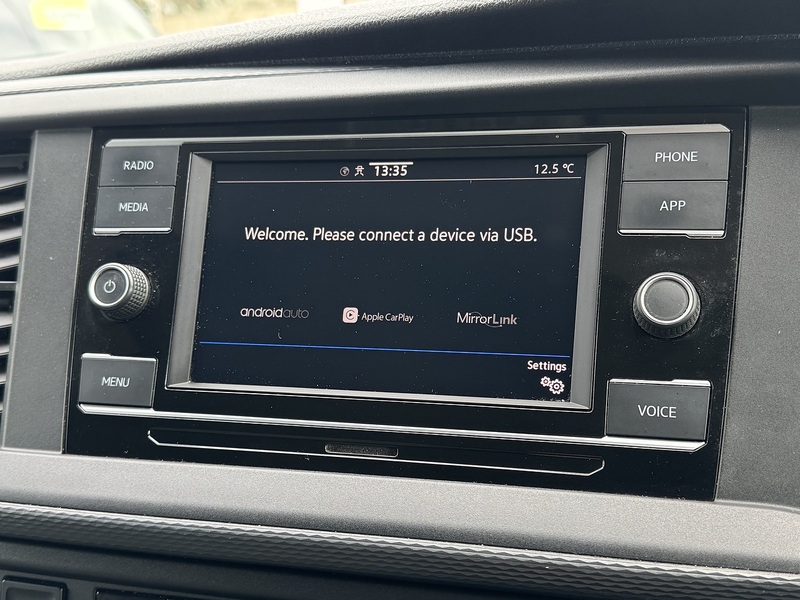 RADIO
MEDIA
MENU
13:35
12.5 °C
Welcome. Please connect a device via USB.
androidauto
Apple CarPlay
MirrorLink
Settings
PHONE
APP
VOICE